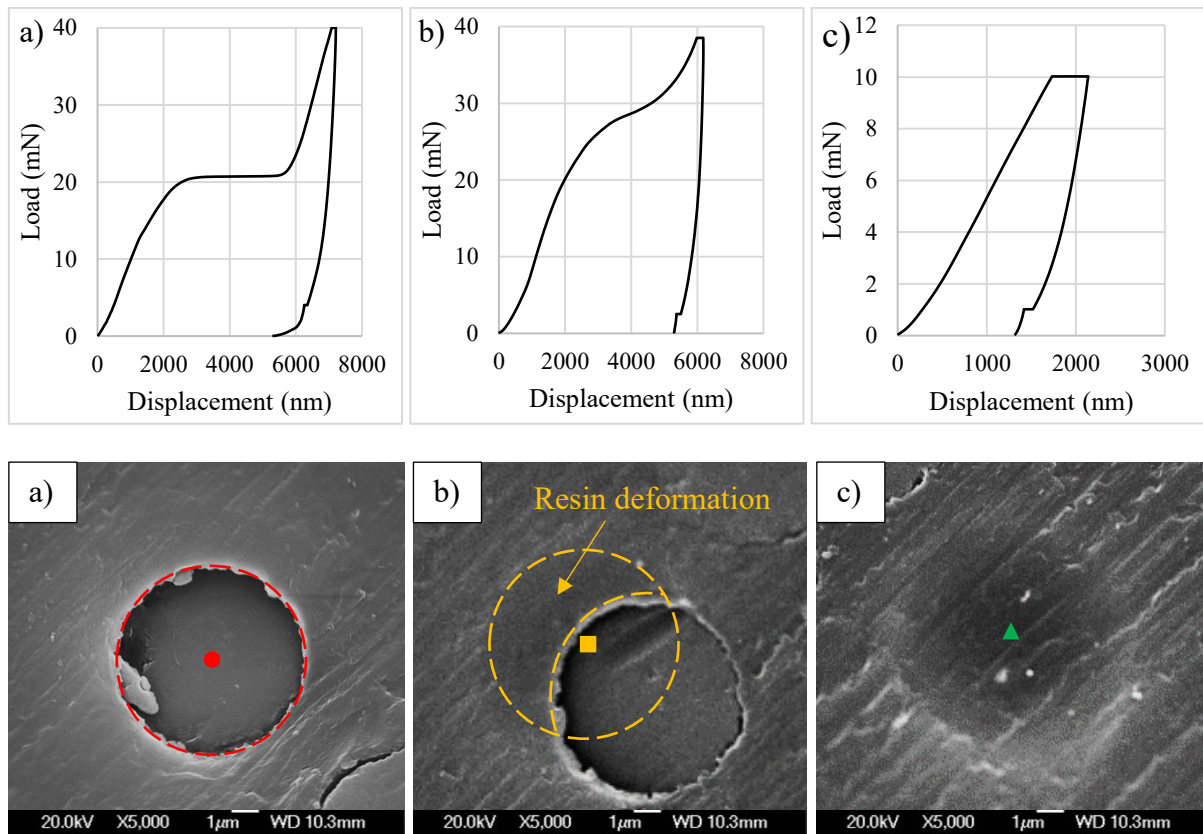 a)
Load (mN)
40
30
20
10
0
0 2000 4000 6000 8000
Displacement (nm)
b)
Load (mN)
40
30
20
10
0
0 2000 4000 6000 8000
Displacement (nm)
c)
Load (mN)
12
10
8
6
4
2
0
0 1000 2000 3000
Displacement (nm)
a)
20.0kV X5,000 1μm WD 10.3mm
b)
Resin deformation
20.0kV X5,000 1μm WD 10.3mm
c)
20.0kV X5,000 1μm WD 10.3mm